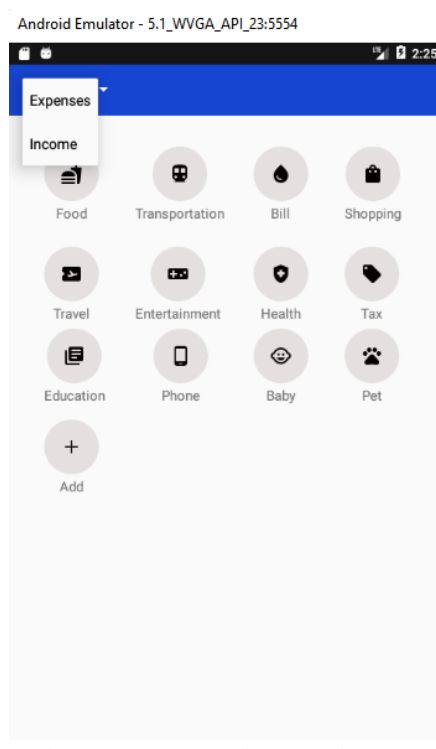 Android Emulator - 5.1_WVGA_API_23:5554
LTE 2:25
Expenses
Income
Food Transportation Bill Shopping
Travel Entertainment Health Tax
Education Phone Baby Pet
Add